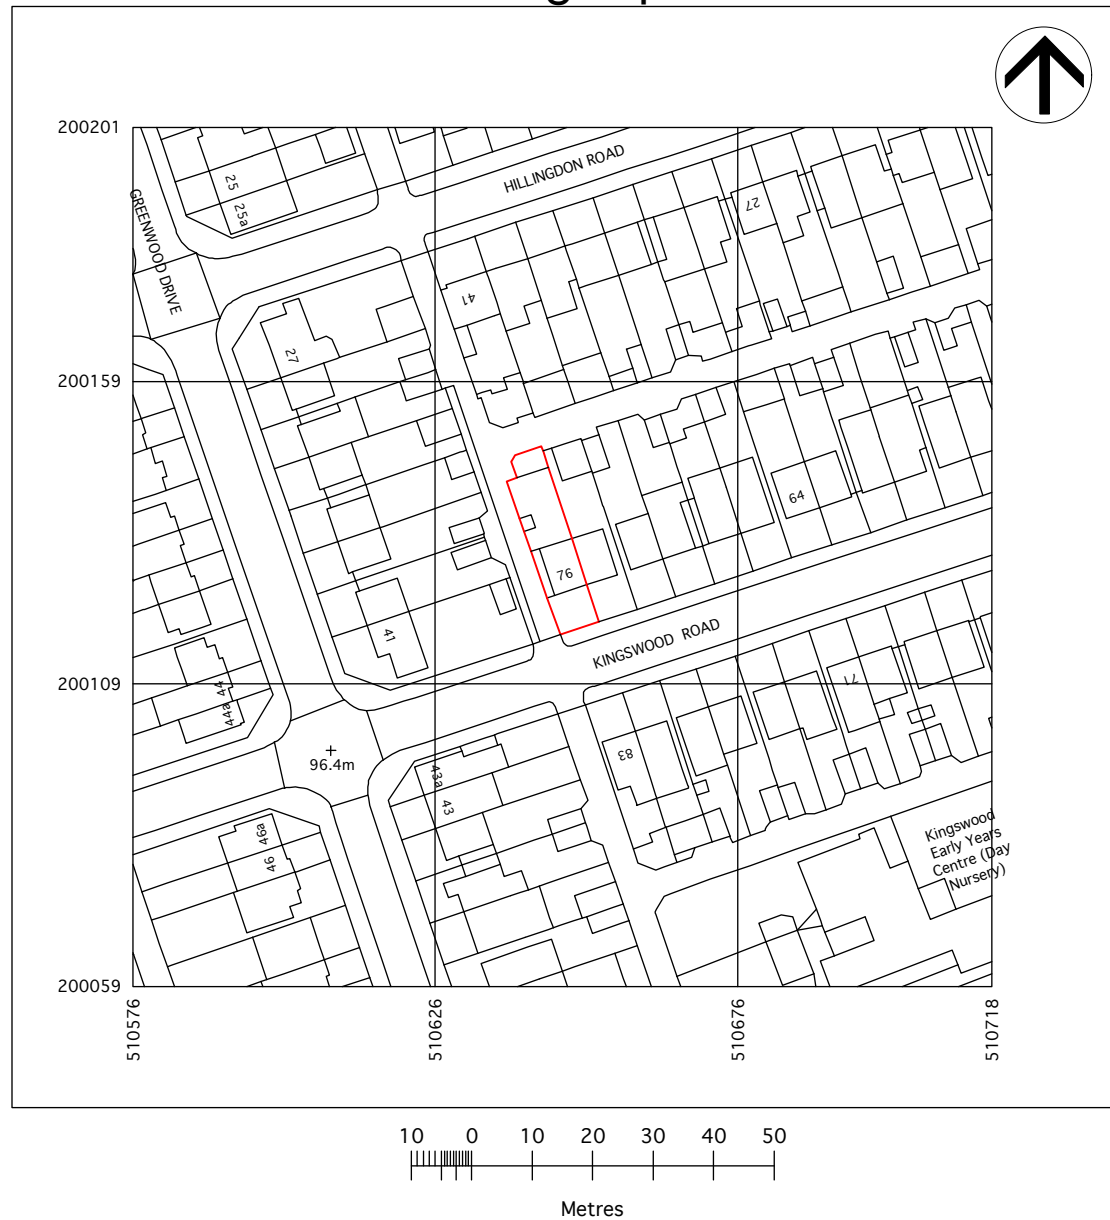 200201
HILLINGDON ROAD
25
25a
27
GREENWOOD DRIVE
41
27
200159
64
76
41
KINGSWOOD ROAD
200109
71
44
44a
83
96.4m
43a
43
46a
46
Kingswood
Early Years
Centre (Day
Nursery)
200059
510576
510626
510676
510718
10 0 10 20 30 40 50
Metres